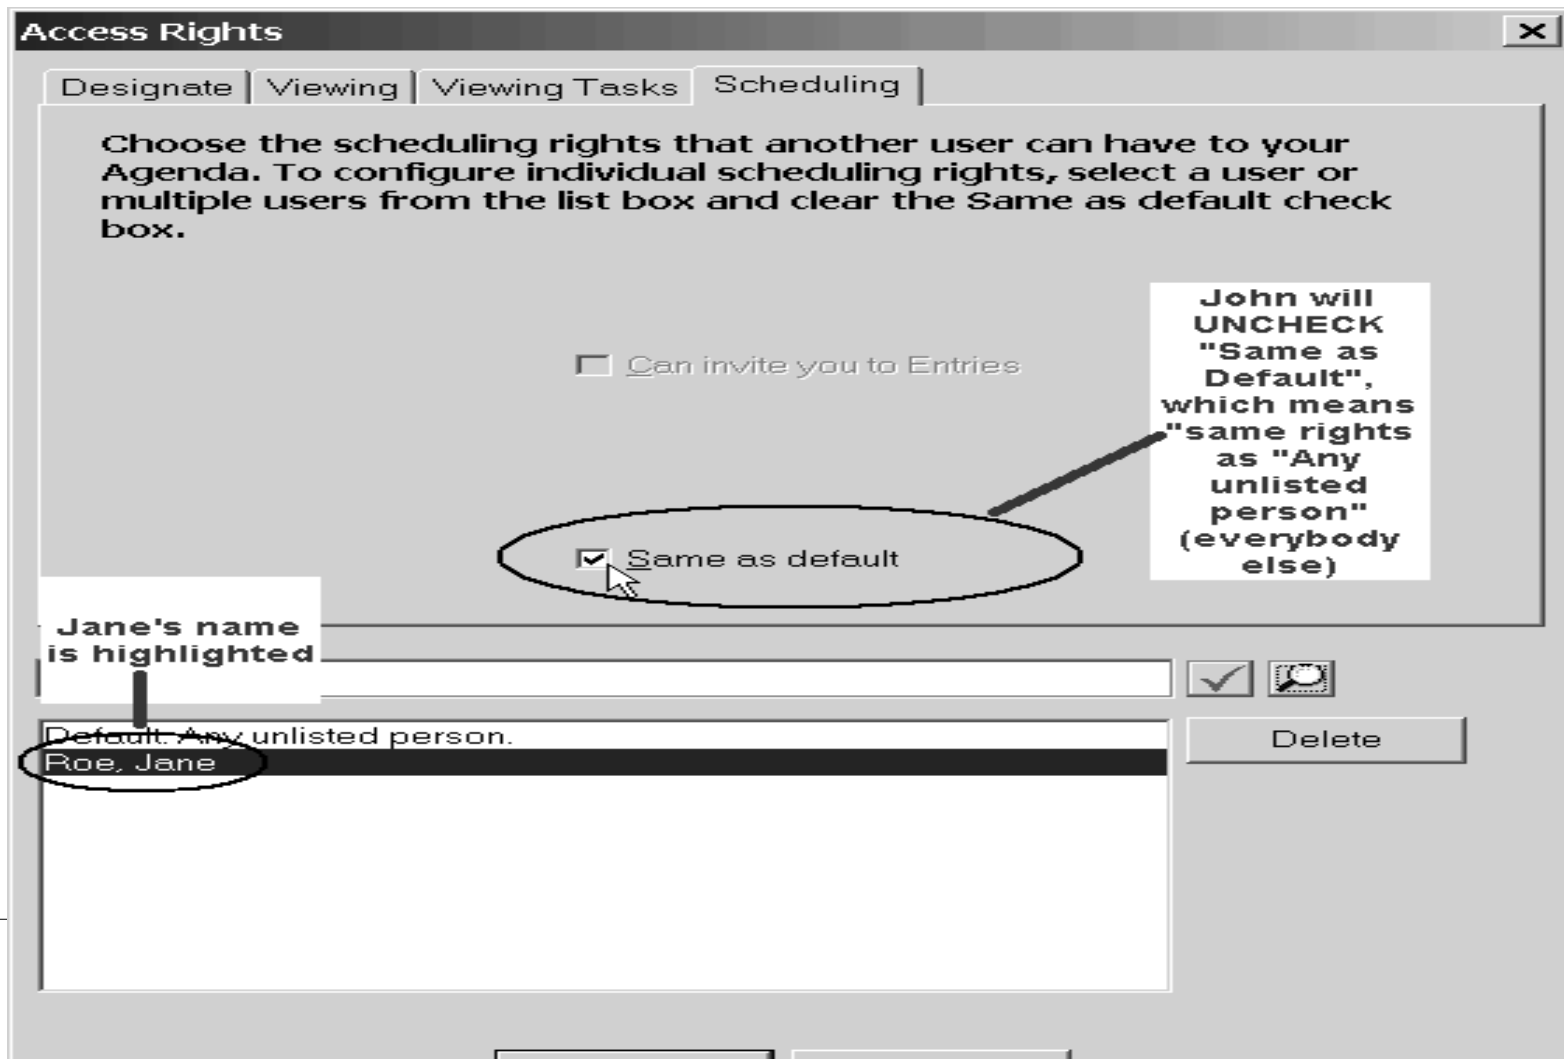 Access Rights
Designate Viewing Viewing Tasks Scheduling
Choose the scheduling rights that another user can have to your
Agenda. To configure individual scheduling rights, select a user or
multiple users from the list box and clear the Same as default check
box.
John will
UNCHECK
"Same as
Default",
which means
"same rights
as "Any
unlisted
person"
(everybody
else)
Can invite you to Entries
Same as default
Jane's name
is highlighted
Default: Any unlisted person.
Roe, Jane
Delete